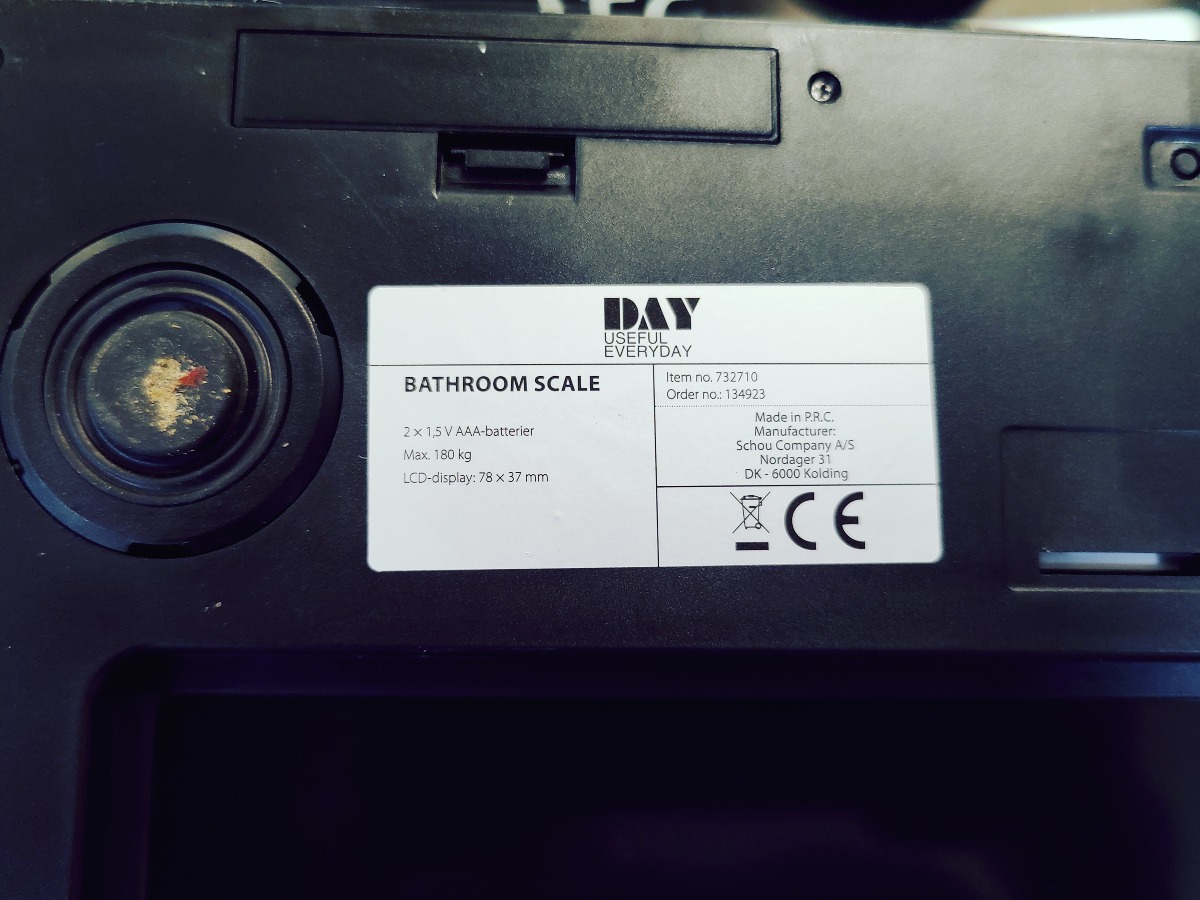 DAY
USEFUL
EVERYDAY
BATHROOM SCALE
2 × 1,5 V AAA-batterier
Max. 180 kg
LCD-display: 78 × 37 mm
Item no. 732710
Order no.: 134923
Made in P.R.C.
Manufacturer:
Schou Company A/S
Nordager 31
DK - 6000 Kolding
CE